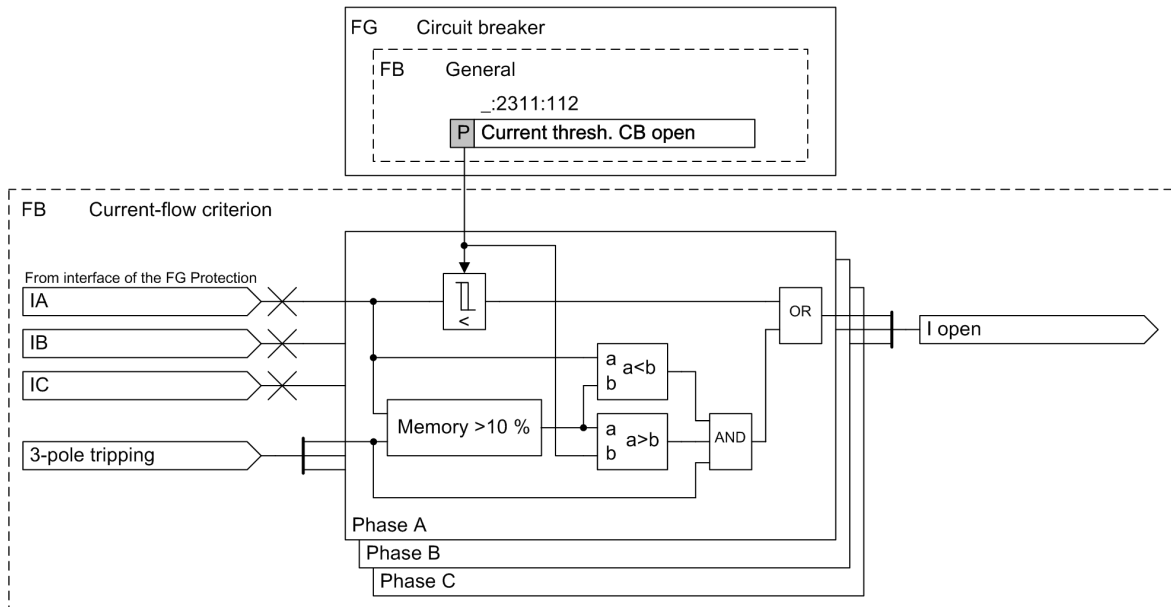 FG Circuit breaker
FB General
_:2311:112
P Current thresh. CB open
FB Current-flow criterion
From interface of the FG Protection
IA
IB
IC
3-pole tripping
<
Memory >10 %
a
b
a<b
a
b
a>b
AND
OR
I open
Phase A
Phase B
Phase C